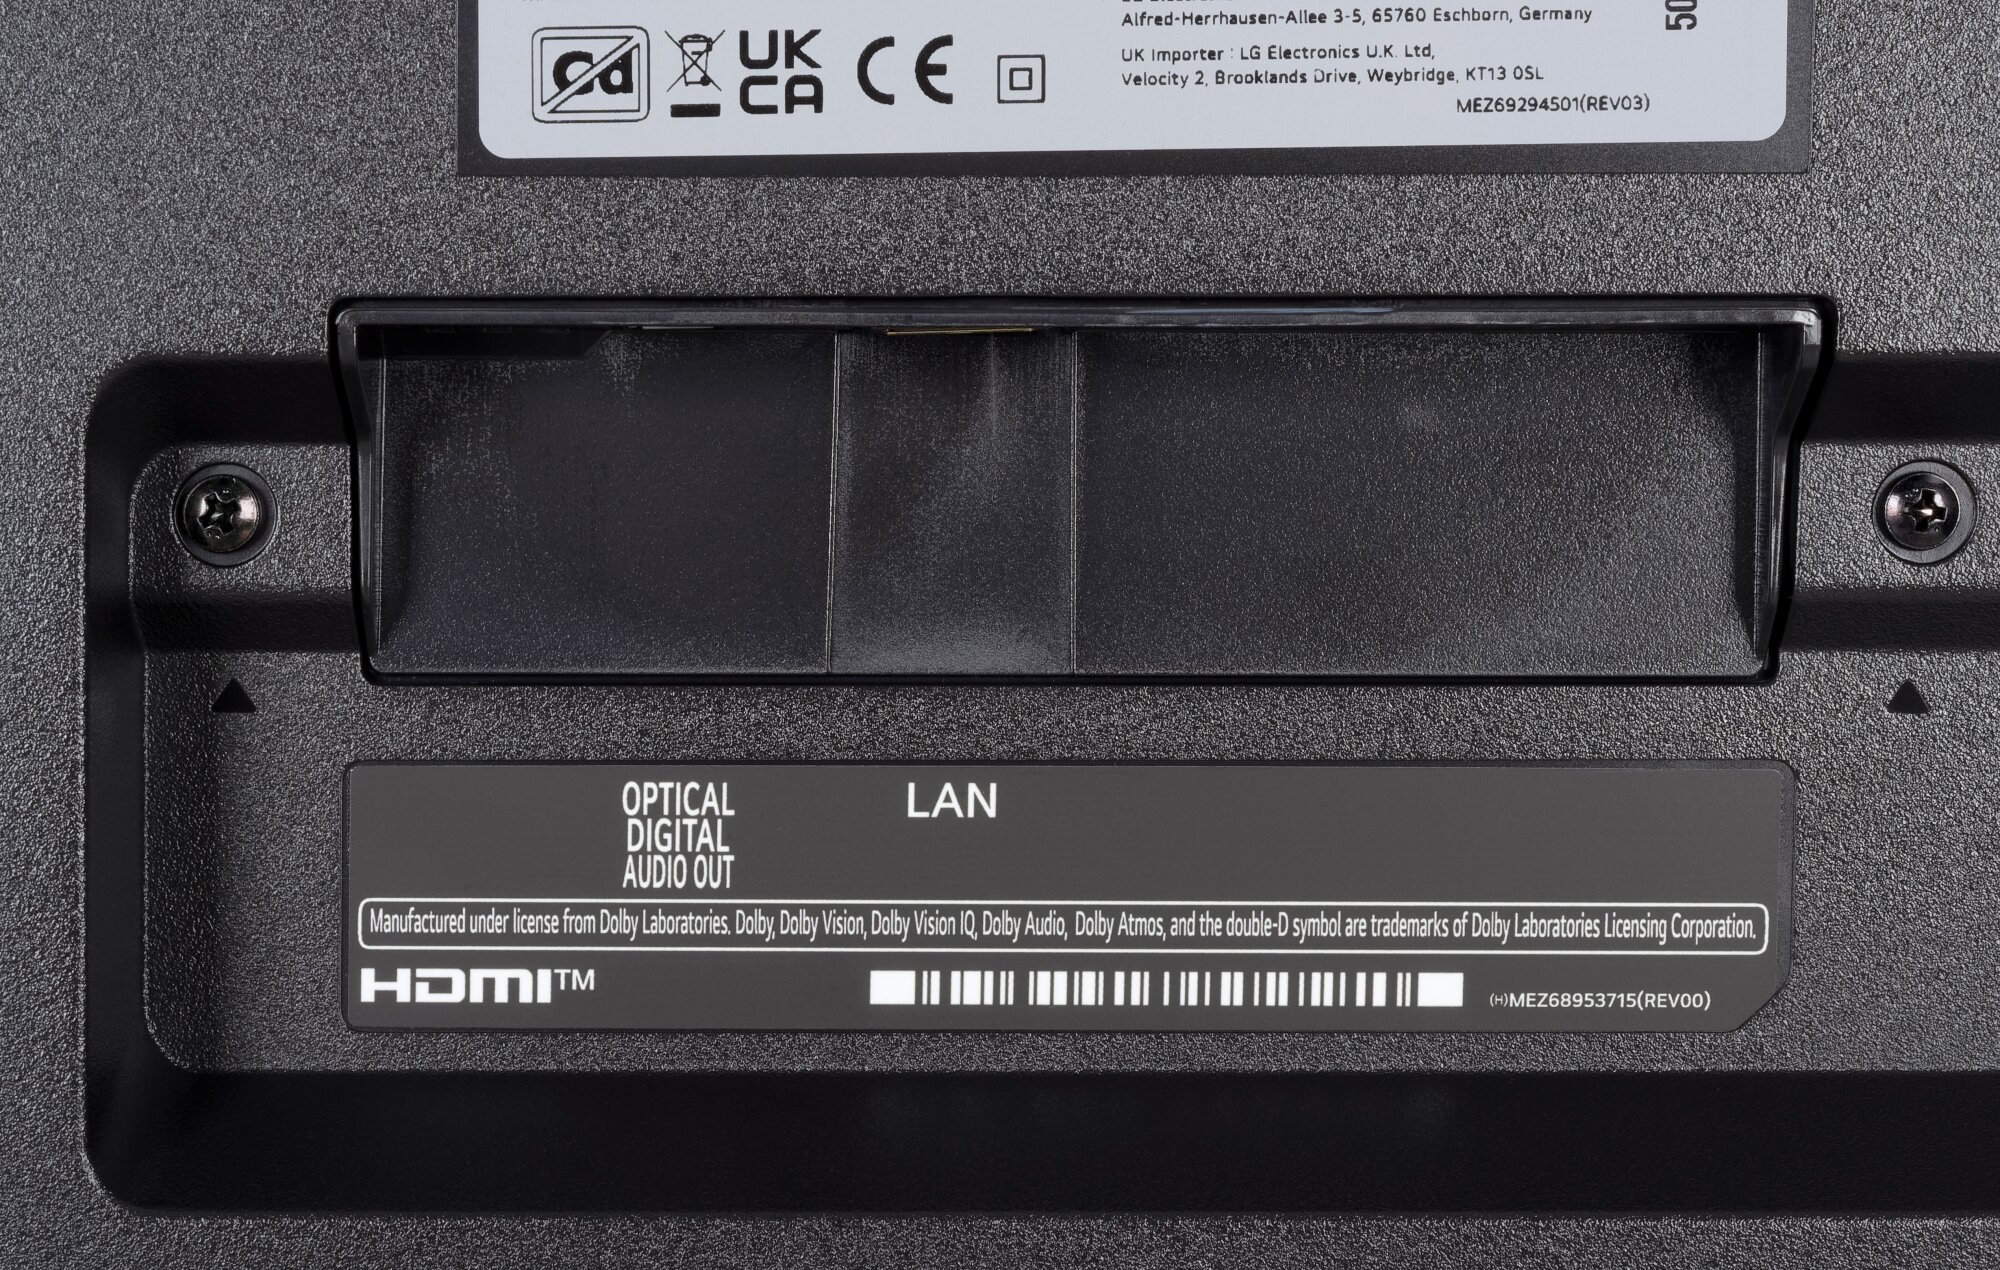 Alfred-Herrhausen-Allee 3-5, 65760 Eschborn, Germany
UK Importer : LG Electronics U.K. Ltd,
Velocity 2, Brooklands Drive, Weybridge, KT13 0SL
MEZ69294501(REV03)
50
Cd
UK
CA
CE
OPTICAL
DIGITAL
AUDIO OUT
LAN
Manufactured under license from Dolby Laboratories. Dolby, Dolby Vision, Dolby Vision IQ, Dolby Audio, Dolby Atmos, and the double-D symbol are trademarks of Dolby Laboratories Licensing Corporation.
HDMI™
(H)MEZ68953715(REV00)